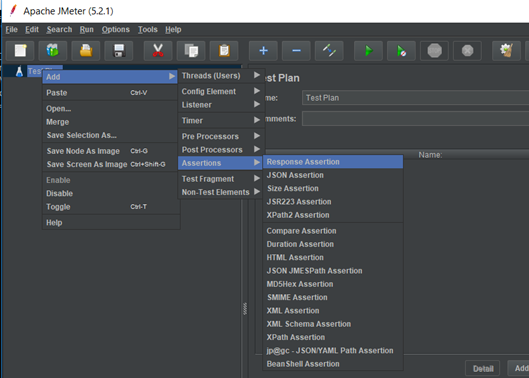 Apache JMeter (5.2.1)
File Edit Search Run Options Tools Help
Add
Paste Ctrl-V
Open...
Merge
Save Selection As...
Save Node As Image Ctrl-G
Save Screen As Image Ctrl+Shift-G
Enable
Disable
Toggle Ctrl-T
Help
Threads (Users)
Config Element
Listener
Timer
Pre Processors
Post Processors
Assertions
Test Fragment
Non-Test Elements
Response Assertion
JSON Assertion
Size Assertion
JSR223 Assertion
XPath2 Assertion
Compare Assertion
Duration Assertion
HTML Assertion
JSON JMESPath Assertion
MD5Hex Assertion
SMIME Assertion
XML Assertion
XML Schema Assertion
XPath Assertion
jp@gc - JSON/YAML Path Assertion
BeanShell Assertion
st Plan
me: Test Plan
mments:
Name:
Detail Add